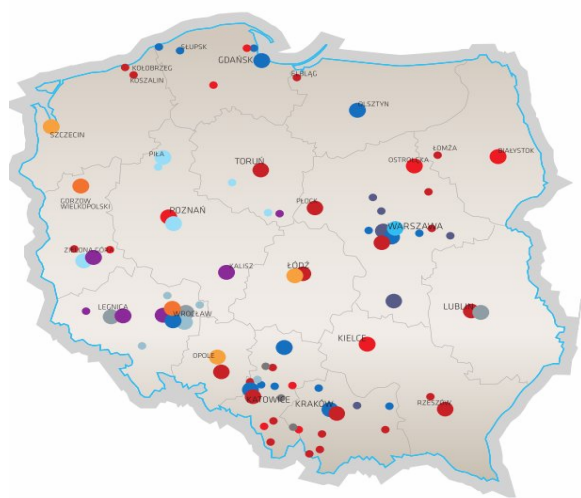 SŁUPSK
GDAŃSK
KOŁOBRZEG
KOSZALIN
ELBLĄG
OLSZTYN
SZCZECIN
PIŁA
TORUŃ
OSTROŁĘKA
ŁOMŻA
BIAŁYSTOK
GORZÓW
WIELKOPOLSKI
POZNAŃ
PŁOCK
WARSZAWA
ZIELONA GÓRA
KALISZ
ŁÓDŹ
LEGNICA
WROCŁAW
LUBLIN
OPOLE
KIELCE
KATOWICE
KRAKÓW
RZESZÓW